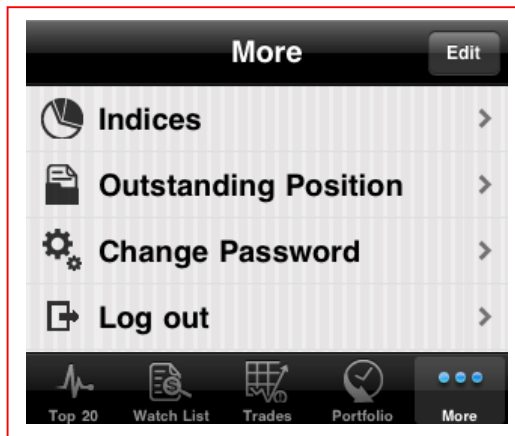 More Edit
Indices
Outstanding Position
Change Password
Log out
Top 20 Watch List Trades Portfolio More